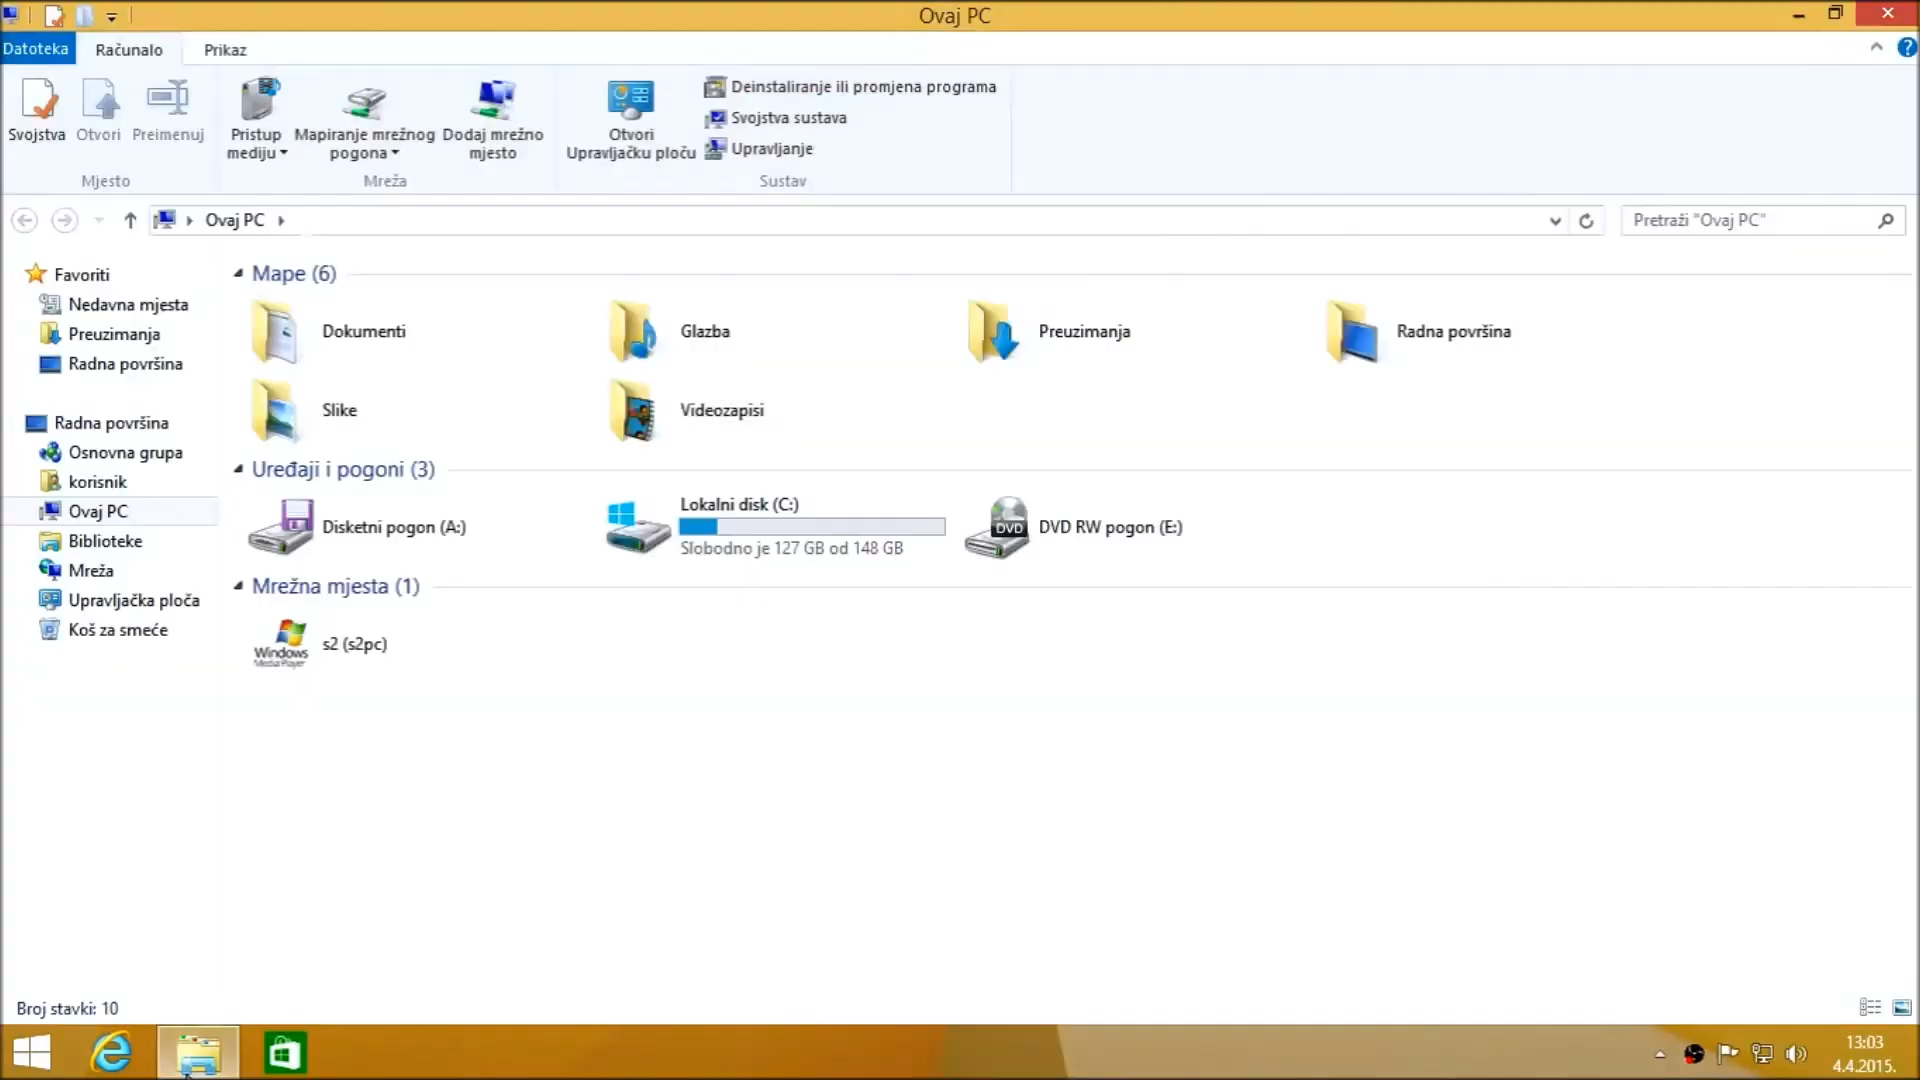 Ovaj PC
Datoteka
Računalo
Prikaz
Svojstva
Otvori
Preimenuj
Mjesto
Pristup
mediju
Mapiranje mrežnog
pogona
Dodaj mrežno
mjesto
Mreža
Otvori
Upravljačku ploču
Deinstaliranje ili promjena programa
Svojstva sustava
Upravljanje
Sustav
Ovaj PC
Pretraži "Ovaj PC"
Favoriti
Nedavna mjesta
Preuzimanja
Radna površina
Radna površina
Osnovna grupa
korisnik
Ovaj PC
Biblioteke
Mreža
Upravljačka ploča
Koš za smeće
Mape (6)
Dokumenti
Glazba
Preuzimanja
Radna površina
Slike
Videozapisi
Uređaji i pogoni (3)
Disketni pogon (A:)
Lokalni disk (C:)
Slobodno je 127 GB od 148 GB
DVD
DVD RW pogon (E:)
Mrežna mjesta (1)
Windows
Media Player
s2 (s2pc)
Broj stavki: 10
13:03
4.4.2015.